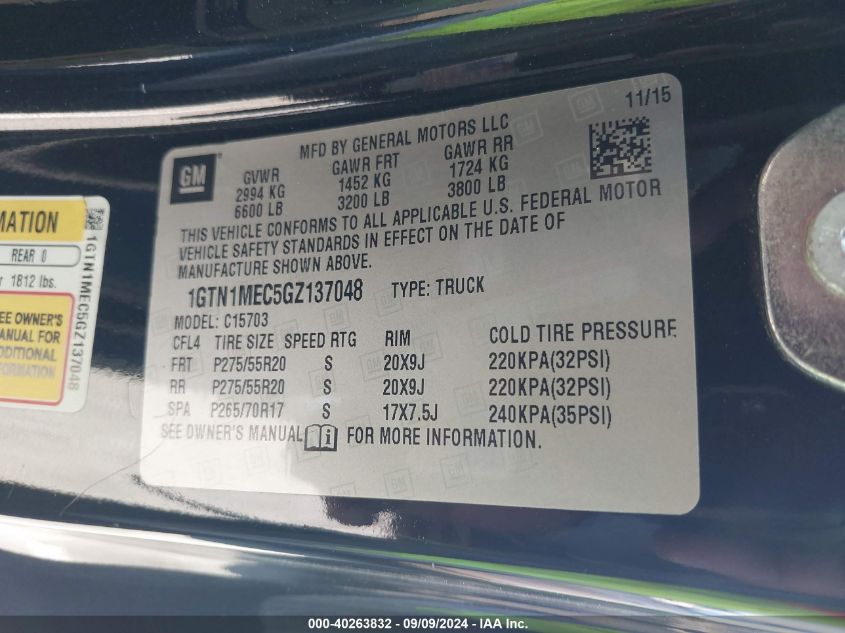 MATION
REAR 0
1812 lbs.
SEE OWNER'S
MANUAL FOR
ADDITIONAL
INFORMATION
1GTN1MEC5GZ137048
11/15
MFD BY GENERAL MOTORS LLC
GM
GVWR GAWR FRT GAWR RR
2994 KG 1452 KG 1724 KG
6600 LB 3200 LB 3800 LB
THIS VEHICLE CONFORMS TO ALL APPLICABLE U.S. FEDERAL MOTOR
VEHICLE SAFETY STANDARDS IN EFFECT ON THE DATE OF
MANUFACTURE SHOWN ABOVE.
1GTN1MEC5GZ137048 TYPE: TRUCK
MODEL: C15703
CFL4 TIRE SIZE SPEED RTG RIM COLD TIRE PRESSURE
FRT P275/55R20 S 20X9J 220KPA(32PSI)
RR P275/55R20 S 20X9J 220KPA(32PSI)
SPA P265/70R17 S 17X7.5J 240KPA(35PSI)
SEE OWNER'S MANUAL i FOR MORE INFORMATION.
000-40263832 - 09/09/2024 - IAA Inc.